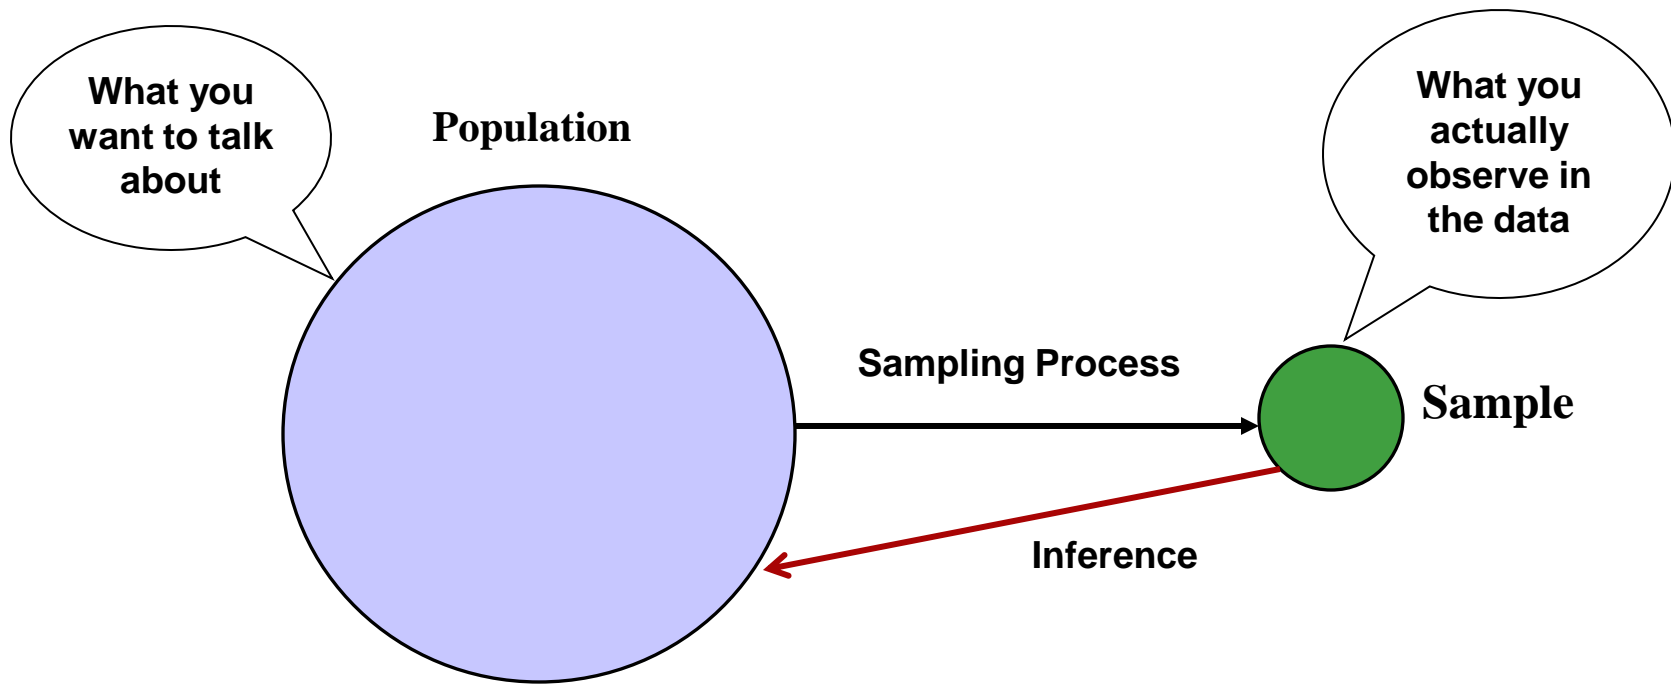 What you
want to talk
about
Population
What you
actually
observe in
the data
Sampling Process
Sample
Inference